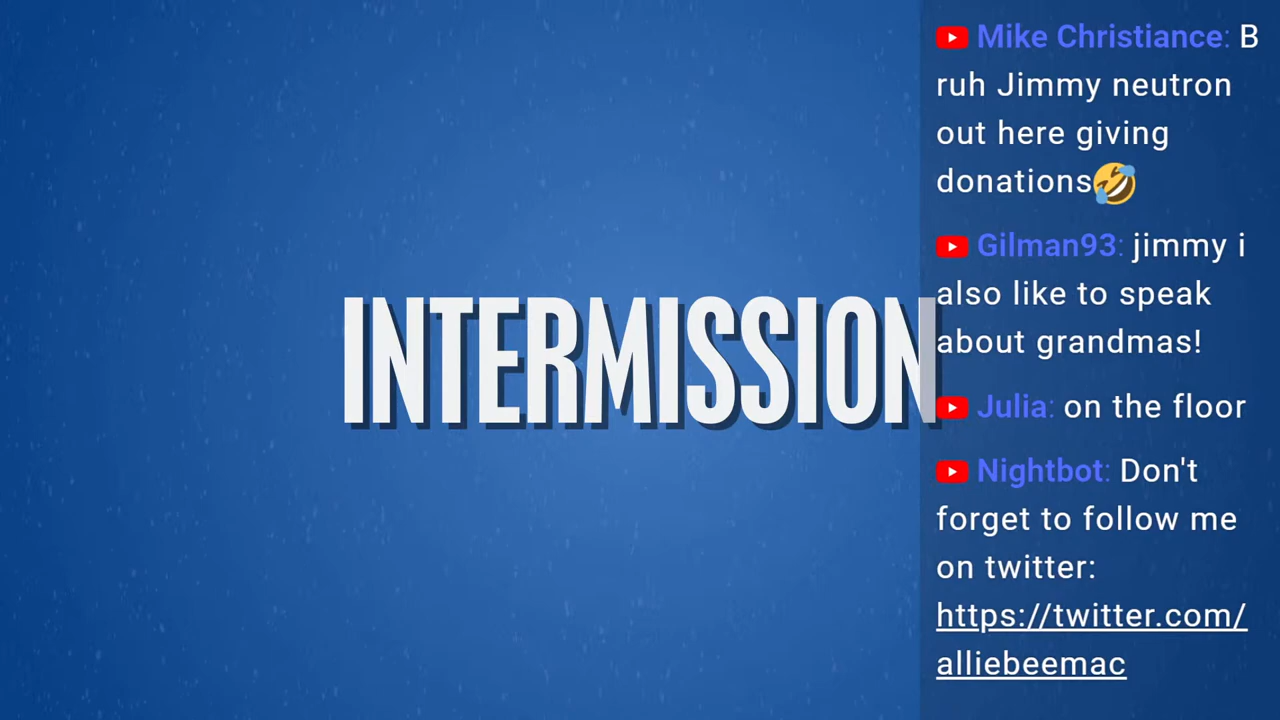 INTERMISSION
Mike Christiance: B
ruh Jimmy neutron
out here giving
donations🤣
Gilman93: jimmy i
also like to speak
about grandmas!
Julia: on the floor
Nightbot: Don't
forget to follow me
on twitter:
https://twitter.com/
alliebeemac